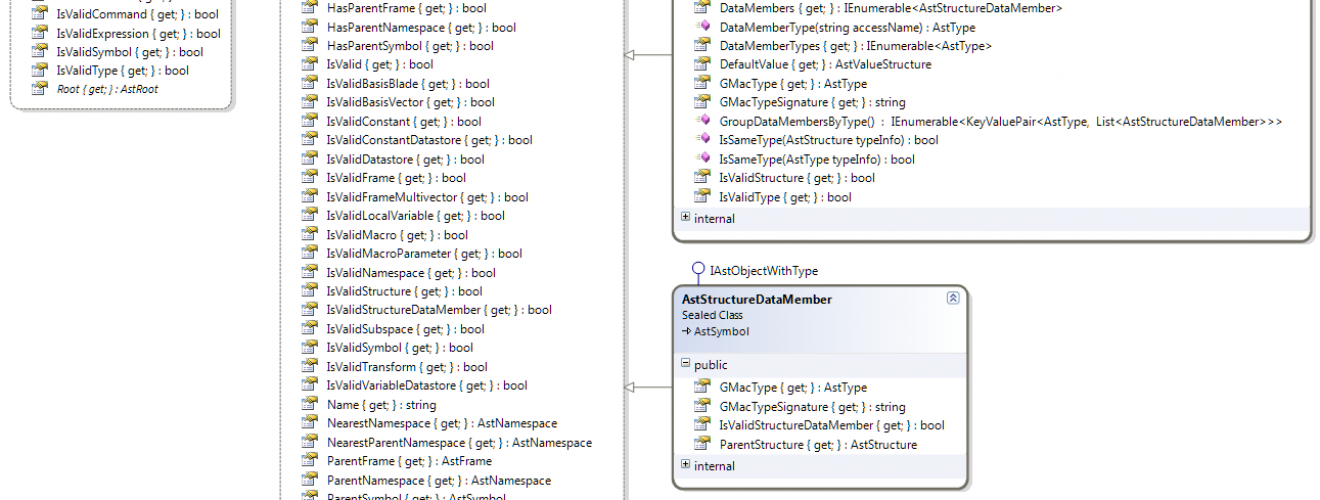 IsValidCommand { get; } : bool
IsValidExpression { get; } : bool
IsValidSymbol { get; } : bool
IsValidType { get; } : bool
Root { get; } : AstRoot
HasParentFrame { get; } : bool
HasParentNamespace { get; } : bool
HasParentSymbol { get; } : bool
IsValid { get; } : bool
IsValidBasisBlade { get; } : bool
IsValidBasisVector { get; } : bool
IsValidConstant { get; } : bool
IsValidConstantDatastore { get; } : bool
IsValidDatastore { get; } : bool
IsValidFrame { get; } : bool
IsValidFrameMultivector { get; } : bool
IsValidLocalVariable { get; } : bool
IsValidMacro { get; } : bool
IsValidMacroParameter { get; } : bool
IsValidNamespace { get; } : bool
IsValidStructure { get; } : bool
IsValidStructureDataMember { get; } : bool
IsValidSubspace { get; } : bool
IsValidSymbol { get; } : bool
IsValidTransform { get; } : bool
IsValidVariableDatastore { get; } : bool
Name { get; } : string
NearestNamespace { get; } : AstNamespace
NearestParentNamespace { get; } : AstNamespace
ParentFrame { get; } : AstFrame
ParentNamespace { get; } : AstNamespace
ParentSymbol { get; } : AstSymbol
DataMembers { get; } : IEnumerable<AstStructureDataMember>
DataMemberType(string accessName) : AstType
DataMemberTypes { get; } : IEnumerable<AstType>
DefaultValue { get; } : AstValueStructure
GMacType { get; } : AstType
GMacTypeSignature { get; } : string
GroupDataMembersByType() : IEnumerable<KeyValuePair<AstType, List<AstStructureDataMember>>>
IsSameType(AstStructure typeInfo) : bool
IsSameType(AstType typeInfo) : bool
IsValidStructure { get; } : bool
IsValidType { get; } : bool
internal
IAstObjectWithType
AstStructureDataMember
Sealed Class
AstSymbol
public
GMacType { get; } : AstType
GMacTypeSignature { get; } : string
IsValidStructureDataMember { get; } : bool
ParentStructure { get; } : AstStructure
internal